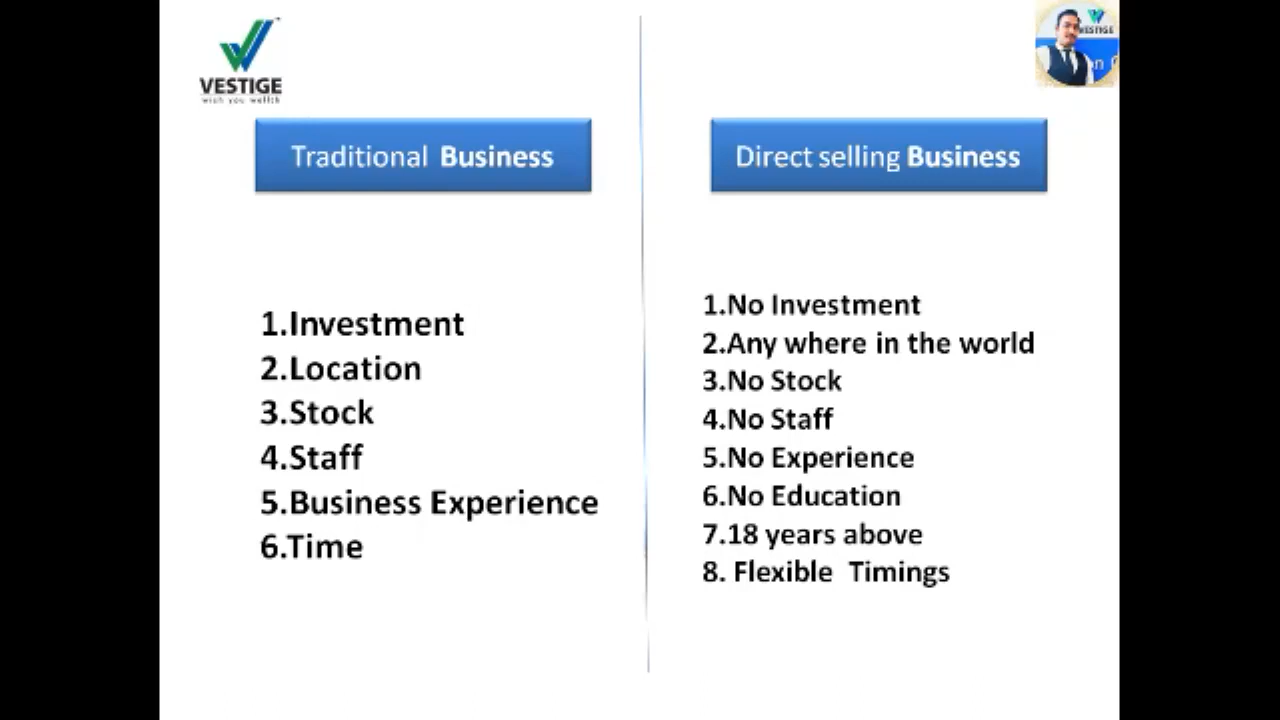 VESTIGE
wish you wellth
Traditional Business
1.Investment
2.Location
3.Stock
4.Staff
5.Business Experience
6.Time
VESTIGE
Direct selling Business
1.No Investment
2.Any where in the world
3.No Stock
4.No Staff
5.No Experience
6.No Education
7.18 years above
8. Flexible Timings